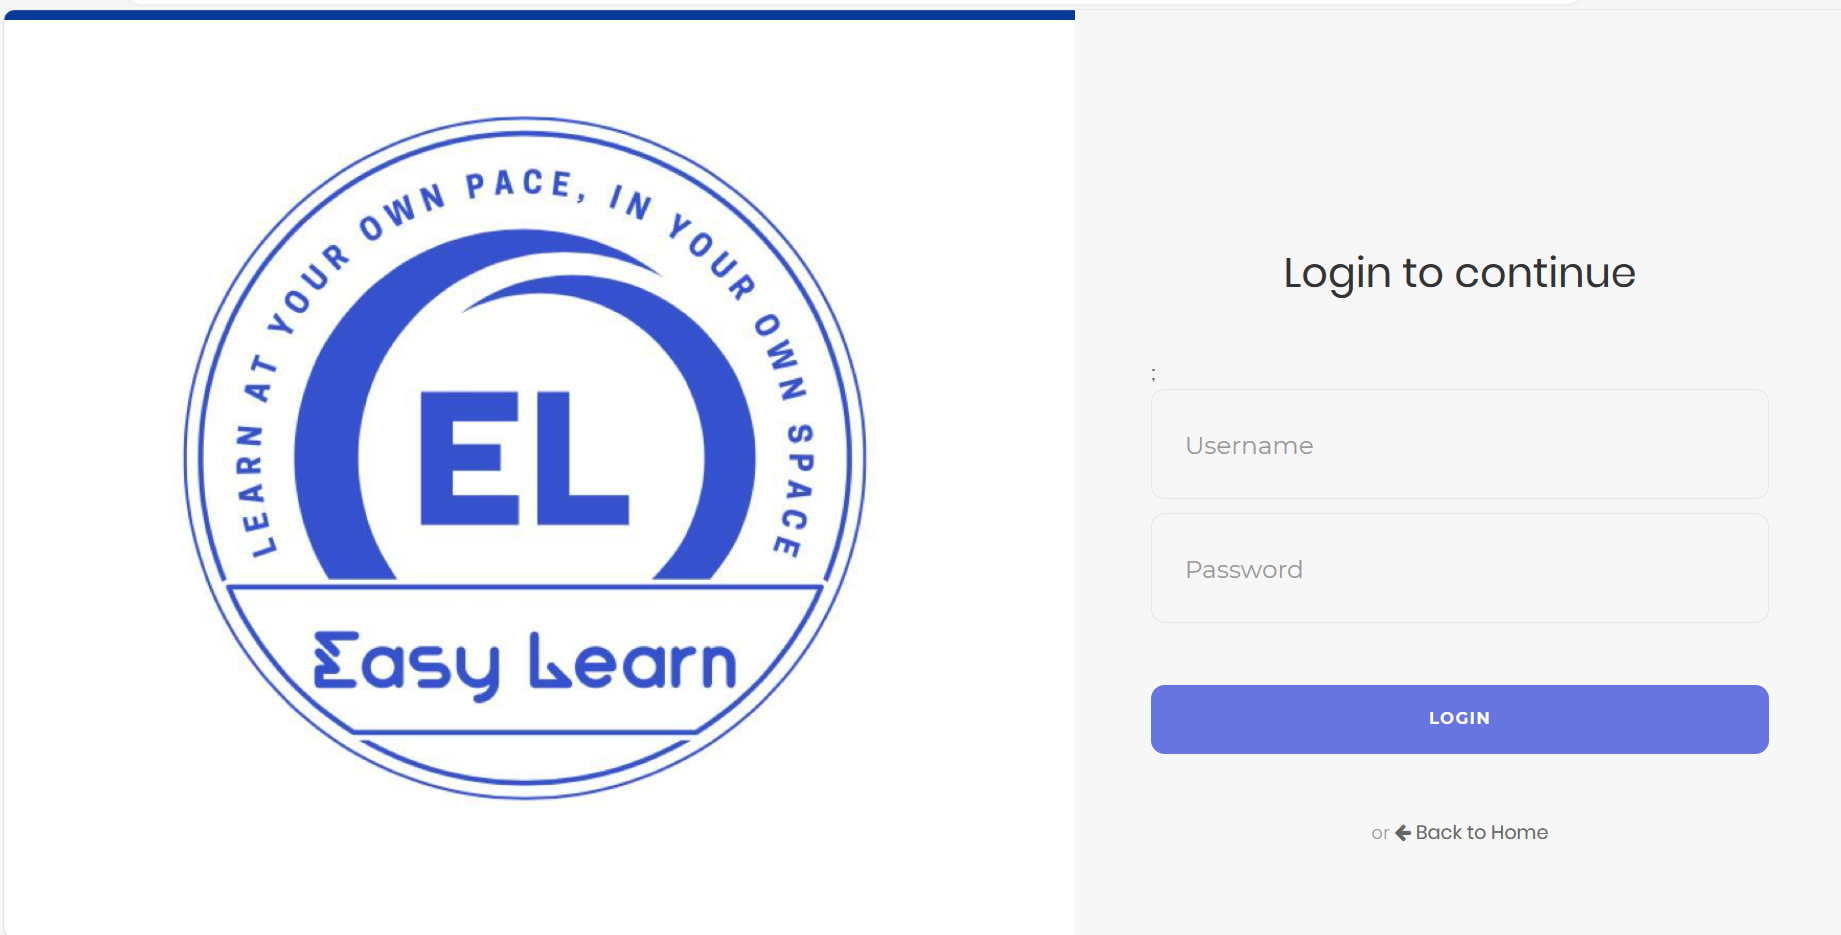 LEARN AT YOUR OWN PACE, IN YOUR OWN SPACE
EL
Easy Learn
Login to continue
;
Username
Password
LOGIN
or Back to Home